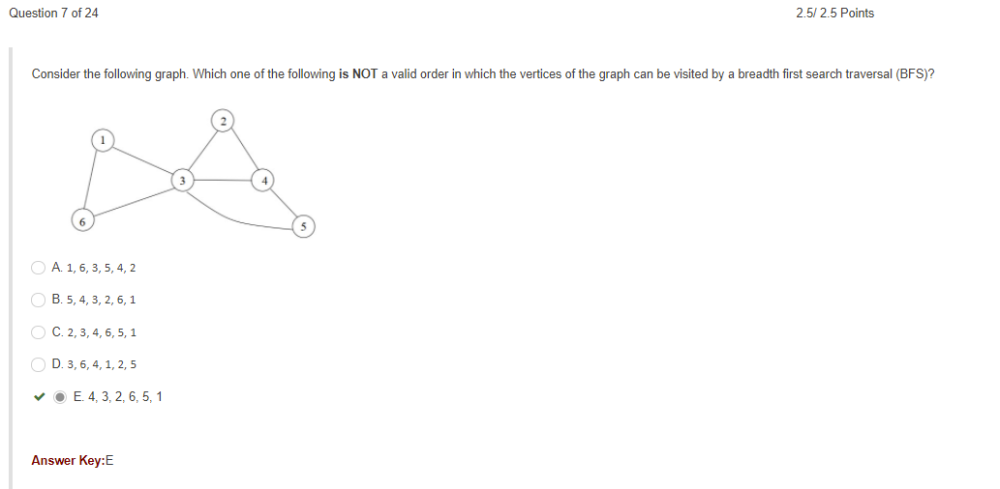 Question 7 of 24 2.5/ 2.5 Points
Consider the following graph. Which one of the following is NOT a valid order in which the vertices of the graph can be visited by a breadth first search traversal (BFS)?
2
1
3 4
6 5
A. 1, 6, 3, 5, 4, 2
B. 5, 4, 3, 2, 6, 1
C. 2, 3, 4, 6, 5, 1
D. 3, 6, 4, 1, 2, 5
E. 4, 3, 2, 6, 5, 1
Answer Key:E